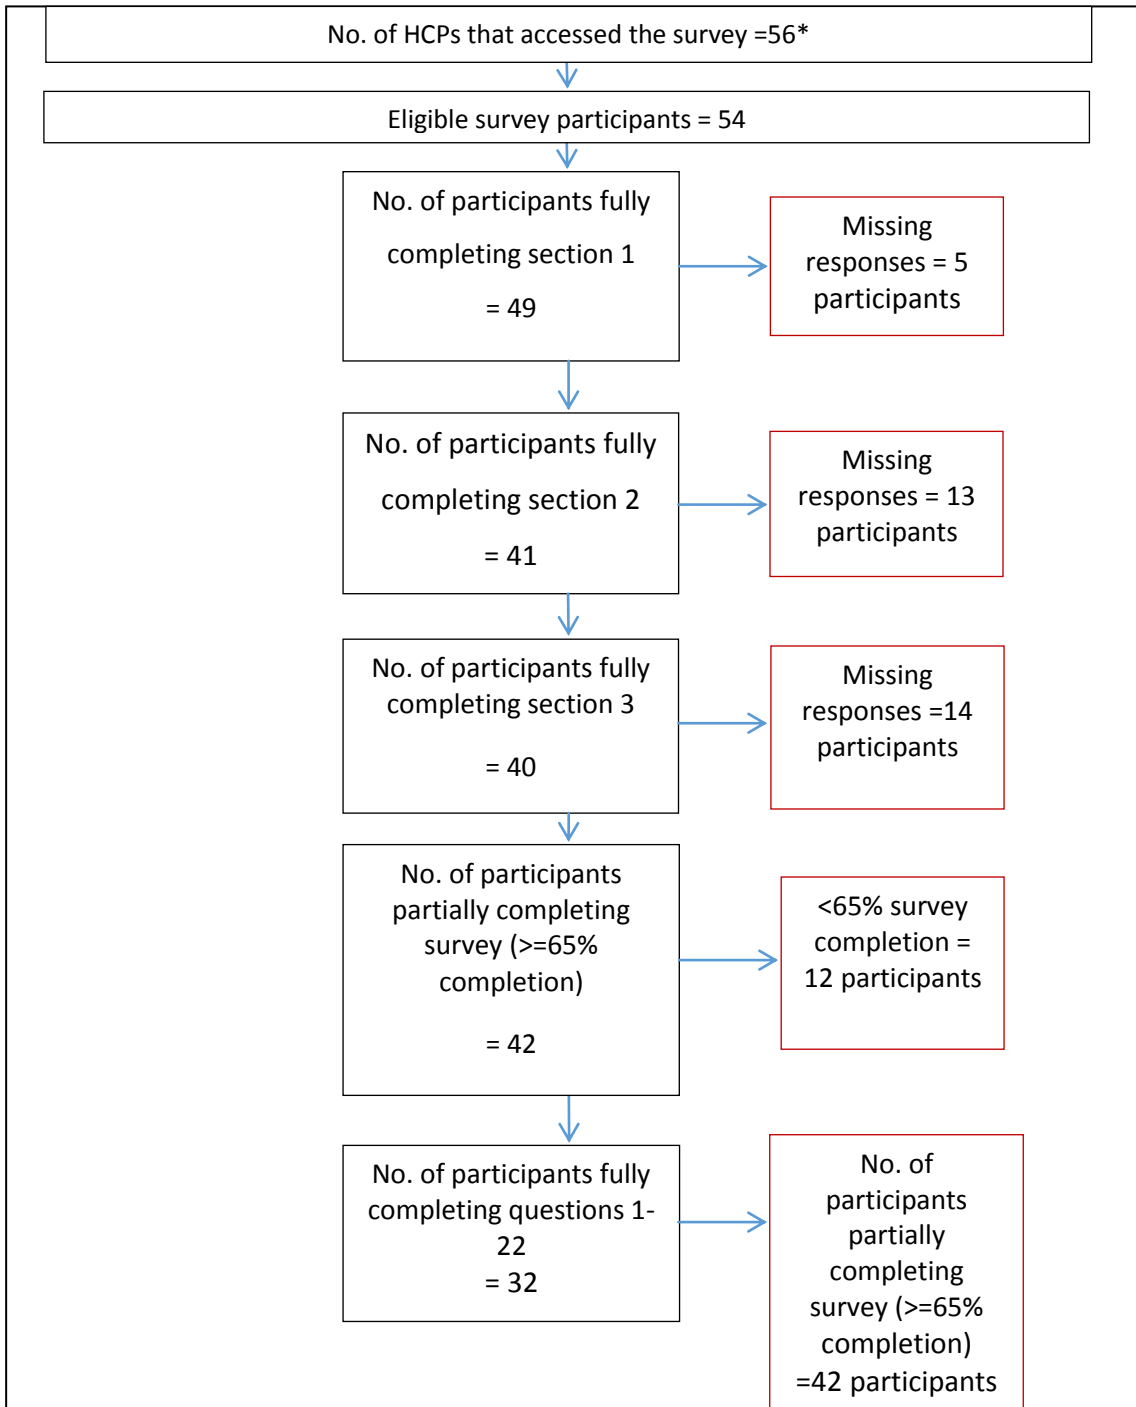 No. of HCPs that accessed the survey =56*
Eligible survey participants = 54
No. of participants fully
completing section 1
= 49
Missing
responses = 5
participants
No. of participants fully
completing section 2
= 41
Missing
responses = 13
participants
No. of participants fully
completing section 3
= 40
Missing
responses =14
participants
No. of participants
partially completing
survey (>=65%
completion)
= 42
<65% survey
completion =
12 participants
No. of participants fully
completing questions 1-
22
= 32
No. of
participants
partially
completing
survey (>=65%
completion)
=42 participants